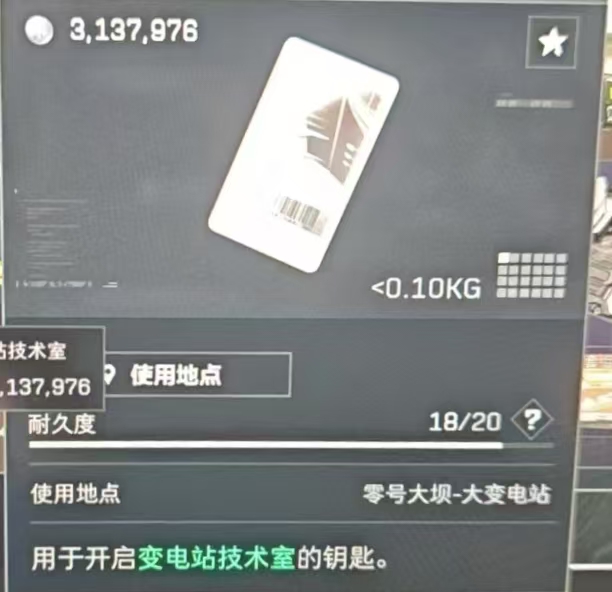 3,137,976
<0.10KG
站技术室
使用地点
,137,976
耐久度
18/20
?
使用地点
零号大坝-大变电站
用于开启变电站技术室的钥匙。